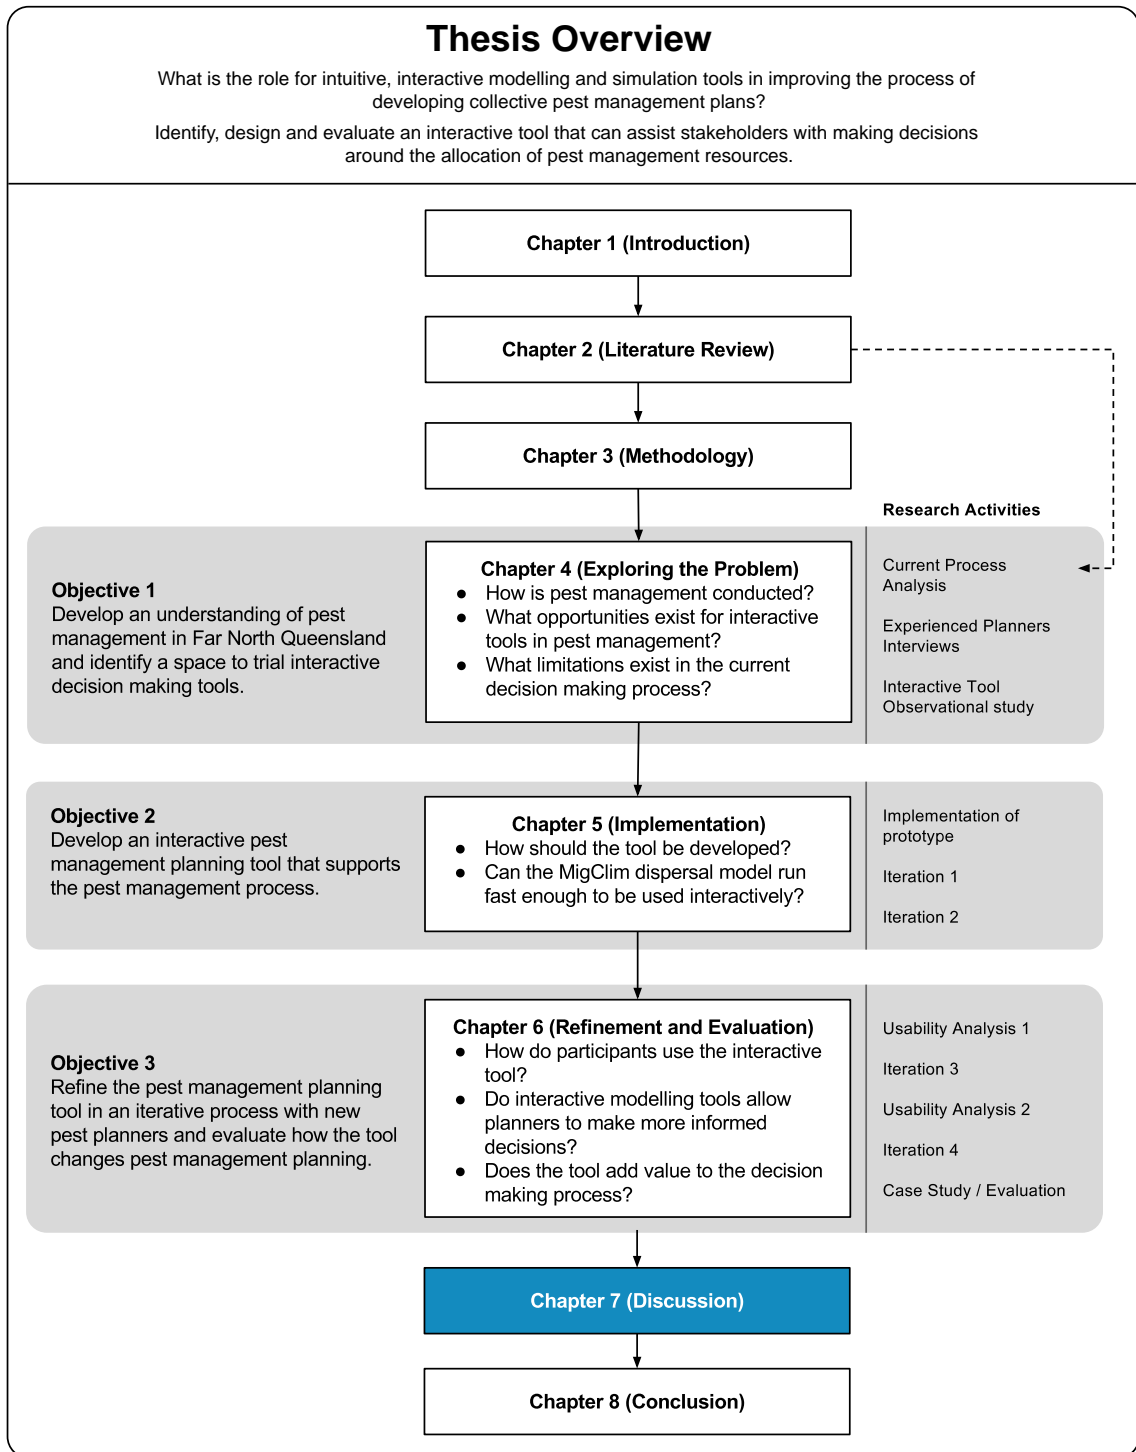 Thesis Overview
What is the role for intuitive, interactive modelling and simulation tools in improving the process of
developing collective pest management plans?
Identify, design and evaluate an interactive tool that can assist stakeholders with making decisions
around the allocation of pest management resources.
Chapter 1 (Introduction)
Chapter 2 (Literature Review)
Chapter 3 (Methodology)
Research Activities
Objective 1
Develop an understanding of pest
management in Far North Queensland
and identify a space to trial interactive
decision making tools.
Chapter 4 (Exploring the Problem)
● How is pest management conducted?
● What opportunities exist for interactive
tools in pest management?
● What limitations exist in the current
decision making process?
Current Process
Analysis
Experienced Planners
Interviews
Interactive Tool
Observational study
Objective 2
Develop an interactive pest
management planning tool that supports
the pest management process.
Chapter 5 (Implementation)
● How should the tool be developed?
● Can the MigClim dispersal model run
fast enough to be used interactively?
Implementation of
prototype
Iteration 1
Iteration 2
Objective 3
Refine the pest management planning
tool in an iterative process with new
pest planners and evaluate how the tool
changes pest management planning.
Chapter 6 (Refinement and Evaluation)
● How do participants use the interactive
tool?
● Do interactive modelling tools allow
planners to make more informed
decisions?
● Does the tool add value to the decision
making process?
Usability Analysis 1
Iteration 3
Usability Analysis 2
Iteration 4
Case Study / Evaluation
Chapter 7 (Discussion)
Chapter 8 (Conclusion)